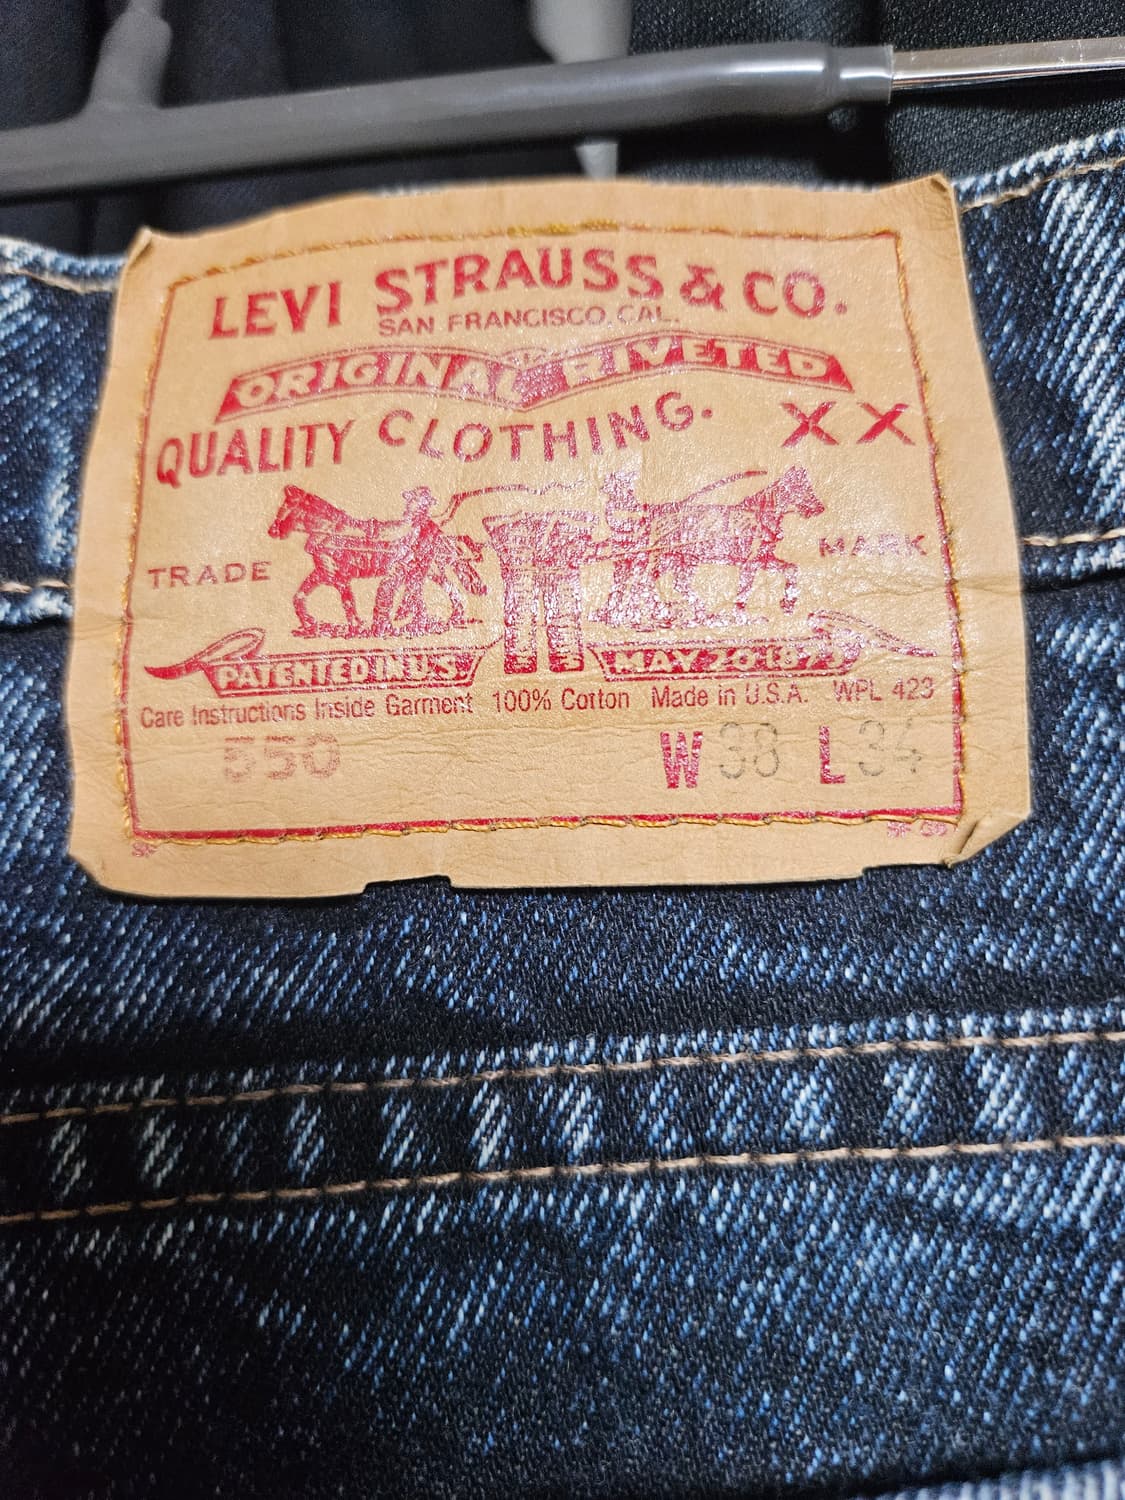 LEVI STRAUSS & CO.
SAN FRANCISCO, CAL.
ORIGINAL RIVETED
QUALITY CLOTHING. XX
TRADE MARK
PATENTED IN U.S. MAY 20 1873
Care Instructions Inside Garment 100% Cotton Made in U.S.A. WPL 423
550 W 38 L 34
SF